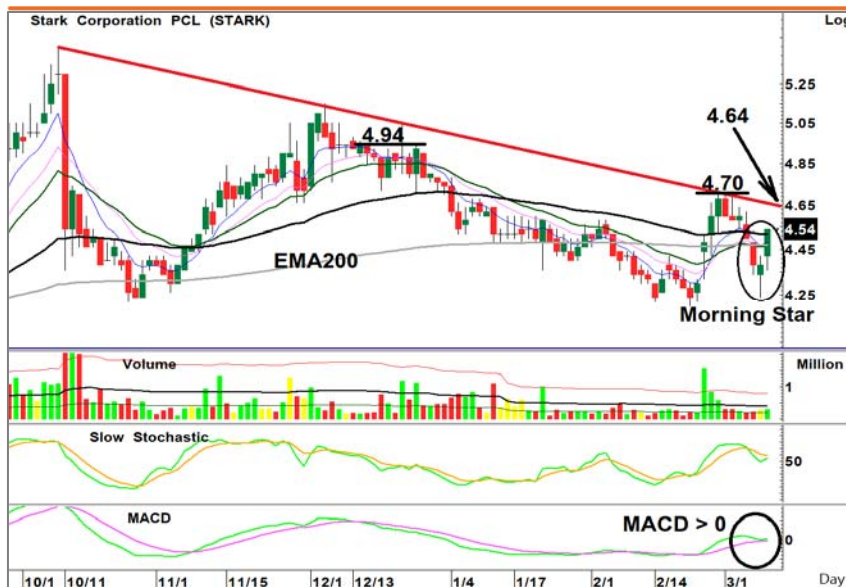 Stark Corporation PCL (STARK)
Log
5.25
5.05
4.94
4.64
4.85
4.70
4.65
4.54
4.45
EMA200
4.25
Morning Star
Volume
Million
1
Slow Stochastic
50
MACD
MACD > 0
0
10/1 10/11 11/1 11/15 12/1 12/13 1/4 1/17 2/1 2/14 3/1 Day